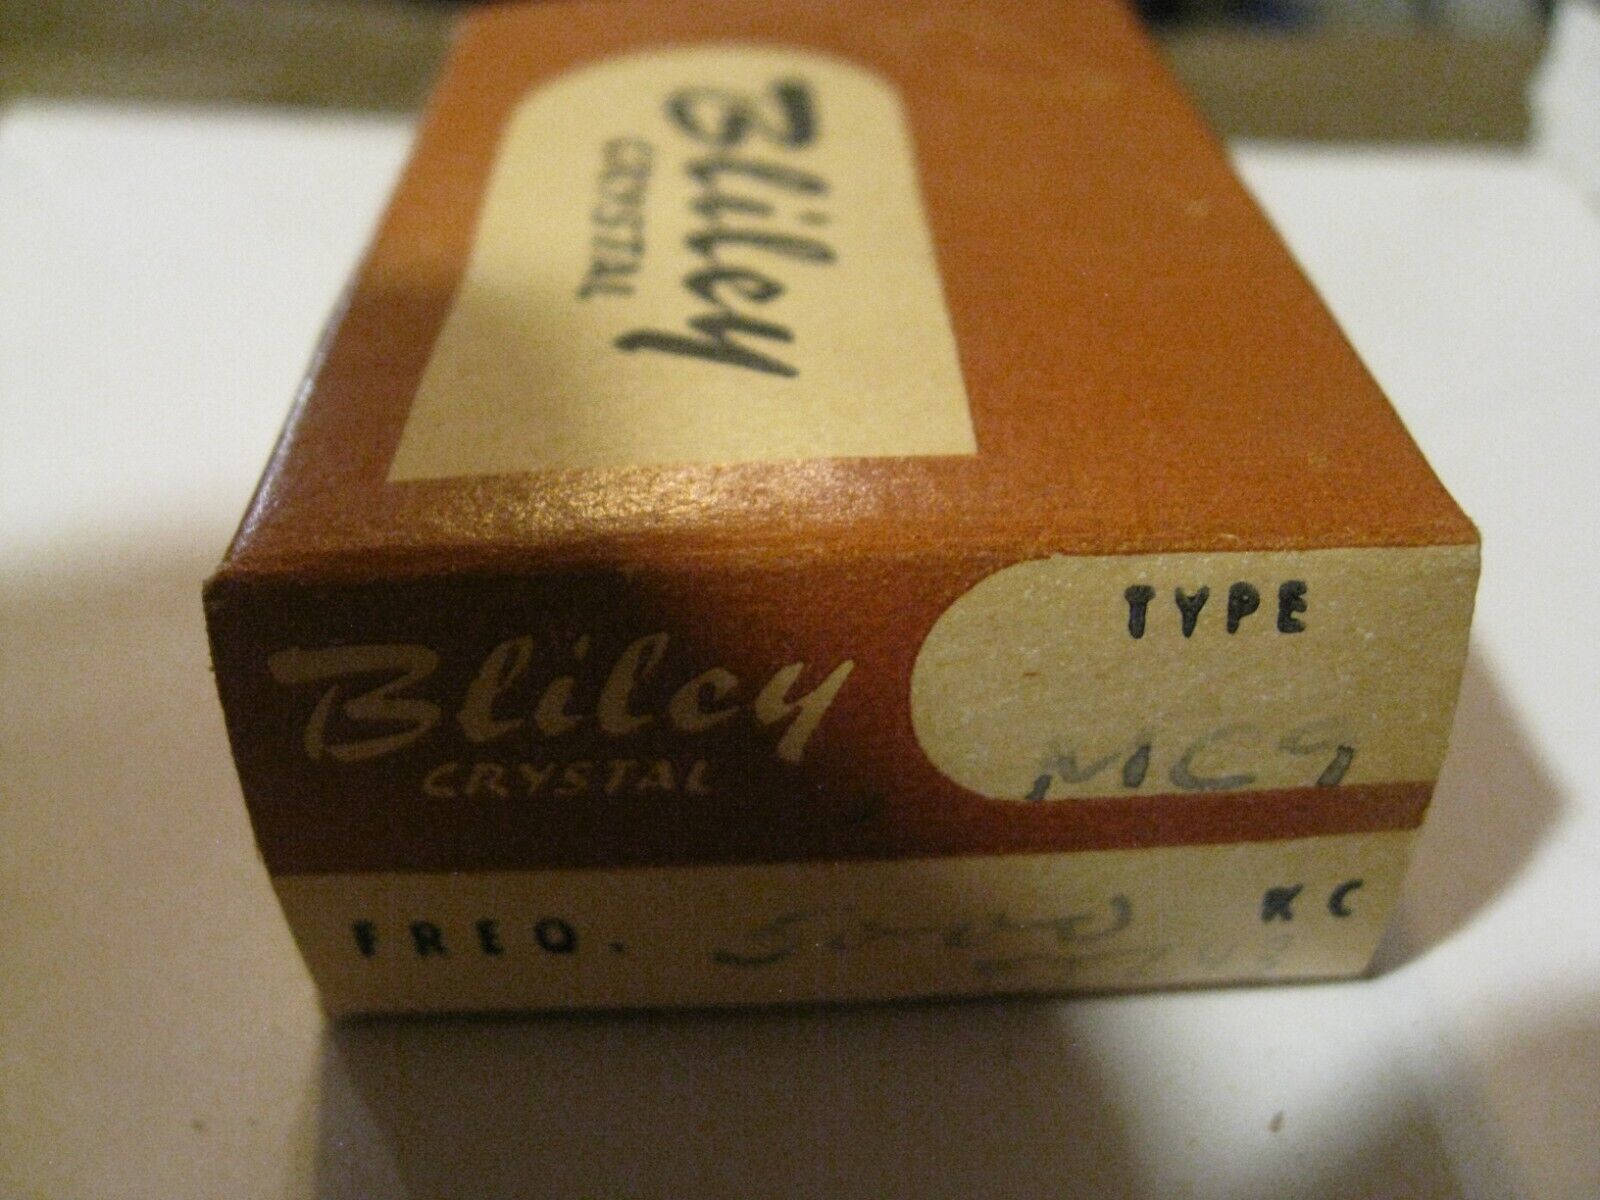 Bliley
CRYSTAL
Bliley
CRYSTAL
TYPE
MC9
FREQ. KC